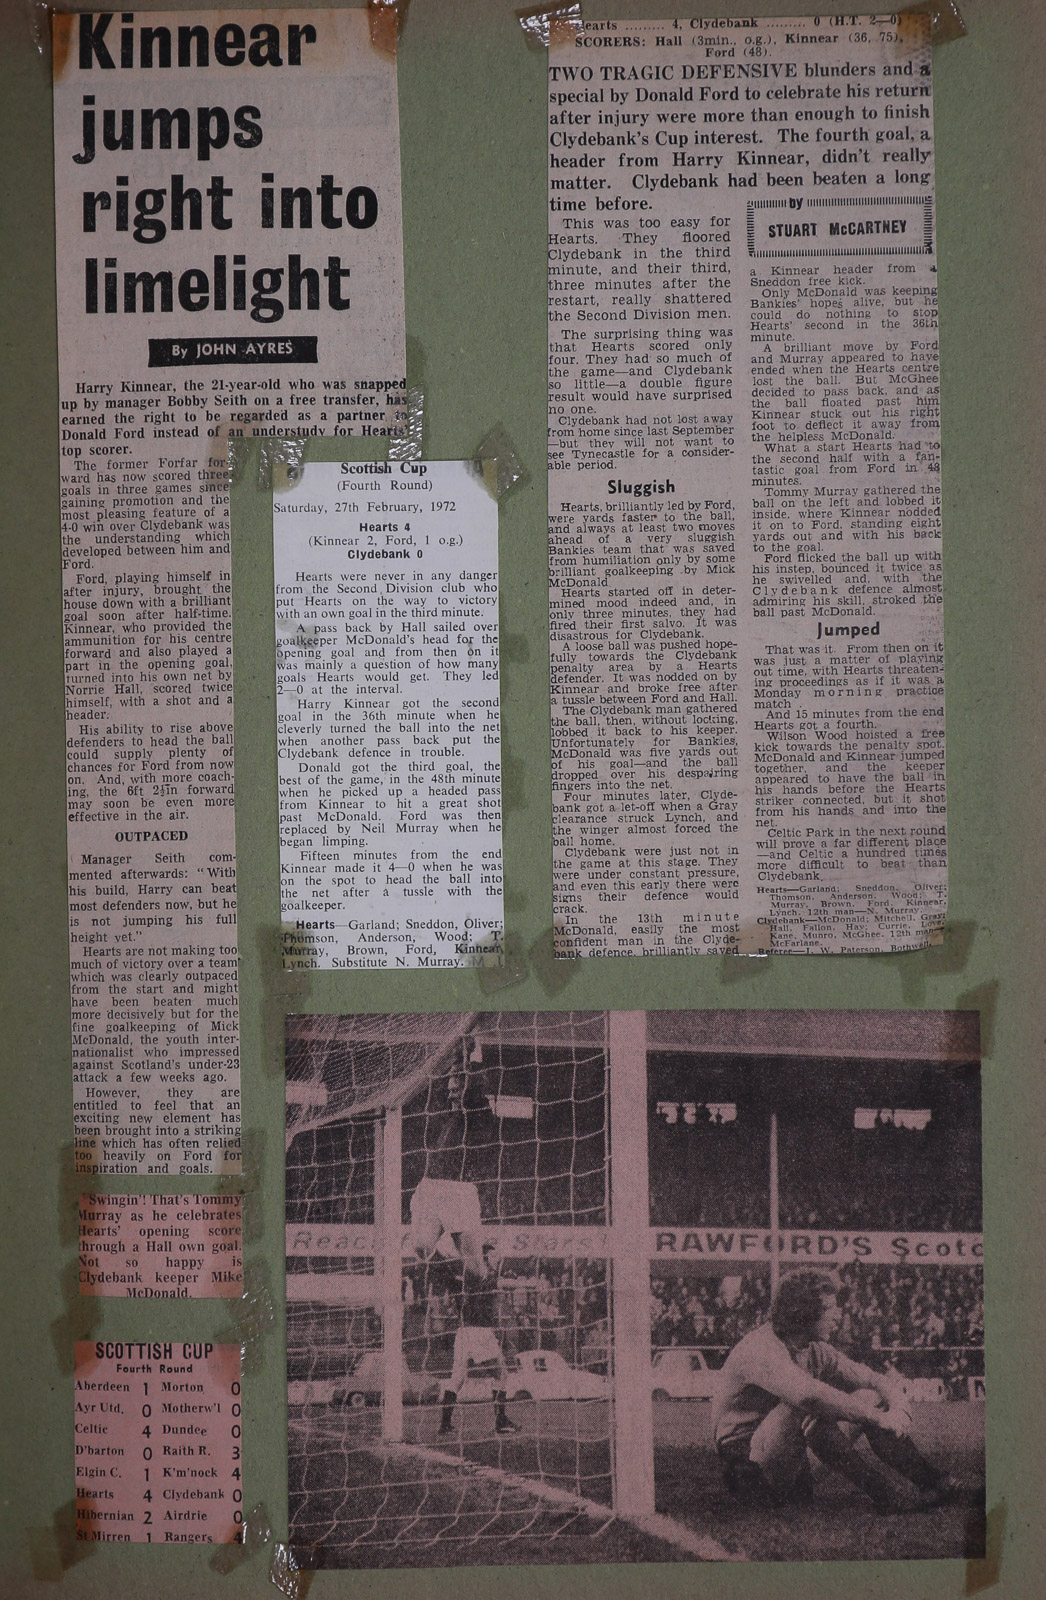 Kinnear
jumps
right into
limelight
By JOHN AYRES
Harry Kinnear, the 21-year-old who was snapped
up by manager Bobby Seith on a free transfer, has
earned the right to be regarded as a partner to
Donald Ford instead of an understudy for Hearts'
top scorer.
The former Forfar for-
ward has now scored three
goals in three games since
gaining promotion and the
most pleasing feature of a
4-0 win over Clydebank was
the understanding which
developed between him and
Ford.
Ford, playing himself in
after injury, brought the
house down with a brilliant
goal soon after half-time.
Kinnear, who provided the
ammunition for his centre
forward and also played a
part in the opening goal,
turned into his own net by
Norrie Hall, scored twice
himself, with a shot and a
header.
His ability to rise above
defenders to head the ball
could supply plenty of
chances for Ford from now
on. And, with more coach-
ing, the 6ft 2½in forward
may soon be even more
effective in the air.
OUTPACED
Manager Seith com-
mented afterwards: "With
his build, Harry can beat
most defenders now, but he
is not jumping his full
height yet."
Hearts are not making too
much of victory over a team
which was clearly outpaced
from the start and might
have been beaten much
more decisively but for the
fine goalkeeping of Mick
McDonald, the youth inter-
nationalist who impressed
against Scotland's under-23
attack a few weeks ago.
However, they are
entitled to feel that an
exciting new element has
been brought into a striking
line which has often relied
too heavily on Ford for
inspiration and goals.
Swingin'! That's Tommy
Murray as he celebrates
Hearts' opening score
through a Hall own goal.
Not so happy is
Clydebank keeper Mike
McDonald.
SCOTTISH CUP
Fourth Round
Aberdeen 1 Morton 0
Ayr Utd. 0 Motherw'l 0
Celtic 4 Dundee 0
D'barton 0 Raith R. 3
Elgin C. 1 K'm'nock 4
Hearts 4 Clydebank 0
Hibernian 2 Airdrie 0
St Mirren 1 Rangers 4
Scottish Cup
(Fourth Round)
Saturday, 27th February, 1972
Hearts 4
(Kinnear 2, Ford, 1 o.g.)
Clydebank 0
Hearts were never in any danger
from the Second Division club who
put Hearts on the way to victory
with an own goal in the third minute.
A pass back by Hall sailed over
goalkeeper McDonald's head for the
opening goal and from then on it
was mainly a question of how many
goals Hearts would get. They led
2—0 at the interval.
Harry Kinnear got the second
goal in the 36th minute when he
cleverly turned the ball into the net
when another pass back put the
Clydebank defence in trouble.
Donald got the third goal, the
best of the game, in the 48th minute
when he picked up a headed pass
from Kinnear to hit a great shot
past McDonald. Ford was then
replaced by Neil Murray when he
began limping.
Fifteen minutes from the end
Kinnear made it 4—0 when he was
on the spot to head the ball into
the net after a tussle with the
goalkeeper.
Hearts—Garland; Sneddon, Oliver;
Thomson, Anderson, Wood; T.
Murray, Brown, Ford, Kinnear,
Lynch. Substitute N. Murray.
Hearts ......... 4, Clydebank ......... 0 (H.T. 2—0)
SCORERS: Hall (3min., o.g.), Kinnear (36, 75),
Ford (48).
TWO TRAGIC DEFENSIVE blunders and a
special by Donald Ford to celebrate his return
after injury were more than enough to finish
Clydebank's Cup interest. The fourth goal, a
header from Harry Kinnear, didn't really
matter. Clydebank had been beaten a long
time before.
by
STUART McCARTNEY
This was too easy for
Hearts. They floored
Clydebank in the third
minute, and their third,
three minutes after the
restart, really shattered
the Second Division men.
The surprising thing was
that Hearts scored only
four. They had so much of
the game—and Clydebank
so little—a double figure
result would have surprised
no one.
Clydebank had not lost away
from home since last September
—but they will not want to
see Tynecastle for a consider-
able period.
Sluggish
Hearts, brilliantly led by Ford,
were yards faster to the ball,
and always at least two moves
ahead of a very sluggish
Bankies team that was saved
from humiliation only by some
brilliant goalkeeping by Mick
McDonald.
Hearts started off in deter-
mined mood indeed and, in
only three minutes, they had
fired their first salvo. It was
disastrous for Clydebank.
A loose ball was pushed hope-
fully towards the Clydebank
penalty area by a Hearts
defender. It was nodded on by
Kinnear and broke free after
a tussle between Ford and Hall.
The Clydebank man gathered
the ball, then, without looking,
lobbed it back to his keeper.
Unfortunately for Bankies,
McDonald was five yards out
of his goal—and the ball
dropped over his despairing
fingers into the net.
Four minutes later, Clyde-
bank got a let-off when a Gray
clearance struck Lynch, and
the winger almost forced the
ball home.
Clydebank were just not in
the game at this stage. They
were under constant pressure,
and even this early there were
signs their defence would
crack.
In the 13th minute
McDonald, easily the most
confident man in the Clyde-
bank defence, brilliantly saved
a Kinnear header from a
Sneddon free kick.
Only McDonald was keeping
Bankies' hopes alive, but he
could do nothing to stop
Hearts' second in the 36th
minute.
A brilliant move by Ford
and Murray appeared to have
ended when the Hearts centre
lost the ball. But McGhee
decided to pass back, and as
the ball floated past him
Kinnear stuck out his right
foot to deflect it away from
the helpless McDonald.
What a start Hearts had to
the second half with a fan-
tastic goal from Ford in 48
minutes.
Tommy Murray gathered the
ball on the left and lobbed it
inside, where Kinnear nodded
it on to Ford, standing eight
yards out and with his back
to the goal.
Ford flicked the ball up with
his instep, bounced it twice as
he swivelled and, with the
Clydebank defence almost
admiring his skill, stroked the
ball past McDonald.
Jumped
That was it. From then on it
was just a matter of playing
out time, with Hearts threaten-
ing proceedings as if it was a
Monday morning practice
match.
And 15 minutes from the end
Hearts got a fourth.
Wilson Wood hoisted a free
kick towards the penalty spot.
McDonald and Kinnear jumped
together, and the keeper
appeared to have the ball in
his hands before the Hearts
striker connected, but it shot
from his hands and into the
net.
Celtic Park in the next round
will prove a far different place
—and Celtic a hundred times
more difficult to beat than
Clydebank.
Hearts—Garland; Sneddon, Oliver;
Thomson, Anderson, Wood; T.
Murray, Brown, Ford, Kinnear,
Lynch. 12th man—N. Murray.
Clydebank—McDonald; Mitchell, Gray;
Hall, Fallon, Hay; Currie, Love,
Kane, Munro, McGhee. 12th man—
McFarlane.
Referee—J. W. Paterson, Bothwell.
Reach Stars
RAWFORD'S Scotc